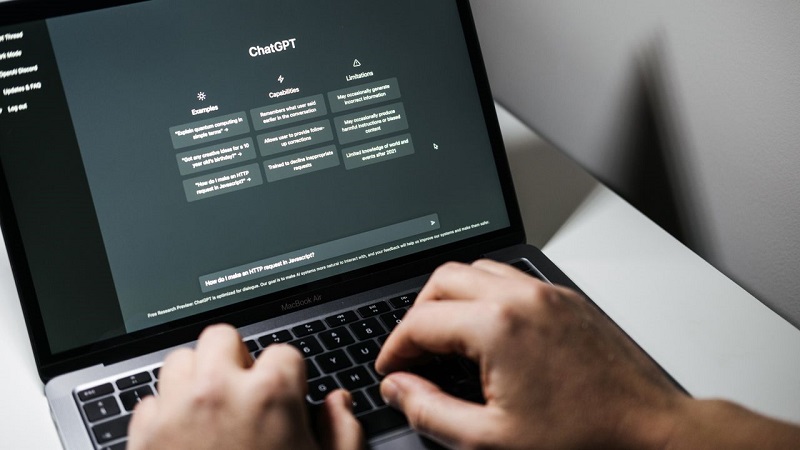 Thread
Mode
OpenAI Discord
Updates & FAQ
Log out
ChatGPT
Examples
"Explain quantum computing in
simple terms" →
"Got any creative ideas for a 10
year old's birthday?" →
"How do I make an HTTP
request in Javascript?" →
Capabilities
Remembers what user said
earlier in the conversation
Allows user to provide follow-
up corrections
Trained to decline inappropriate
requests
Limitations
May occasionally generate
incorrect information
May occasionally produce
harmful instructions or biased
content
Limited knowledge of world and
events after 2021
How do I make an HTTP request in Javascript?
Free Research Preview: ChatGPT is optimized for dialogue. Our goal is to make AI systems more natural to interact with, and your feedback will help us improve our systems and make them safer.
MacBook Air